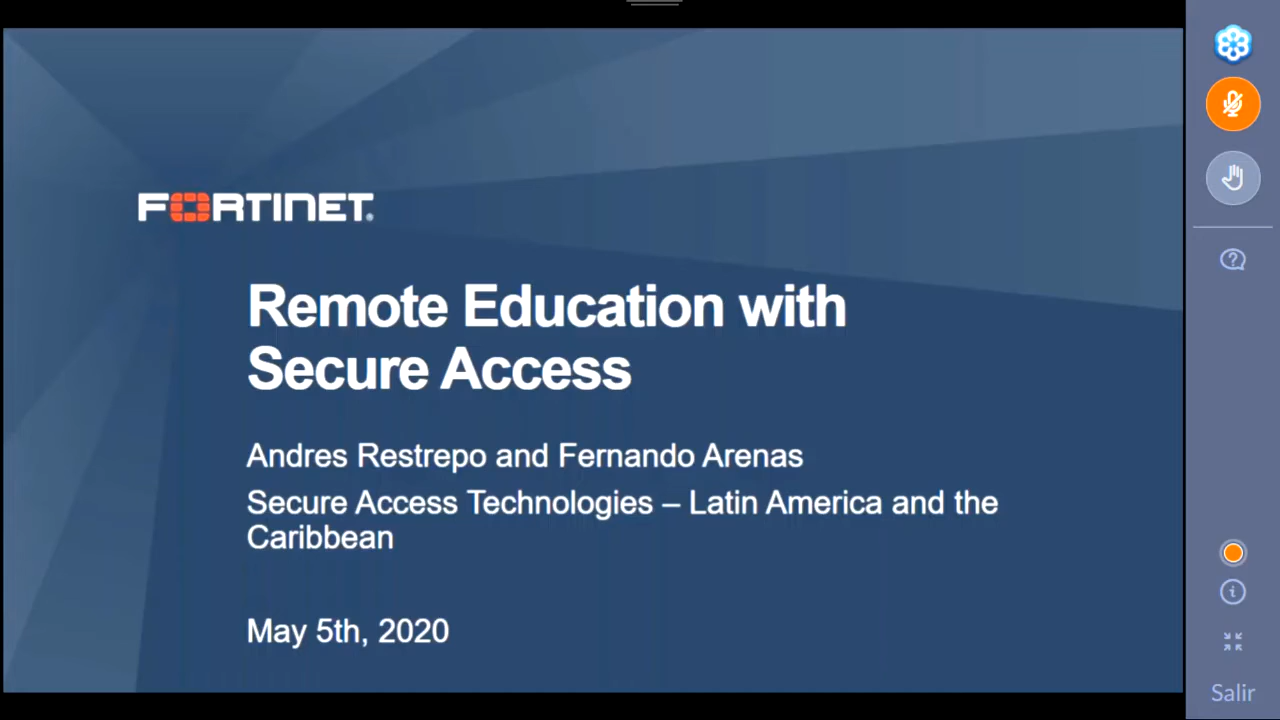 FORTINET
Remote Education with
Secure Access
Andres Restrepo and Fernando Arenas
Secure Access Technologies – Latin America and the
Caribbean
May 5th, 2020
Salir